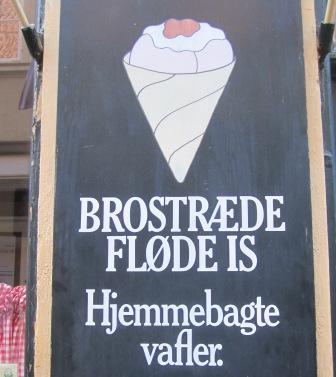 BROSTRÆDE
FLØDE IS
Hjemmebagte
vafler.